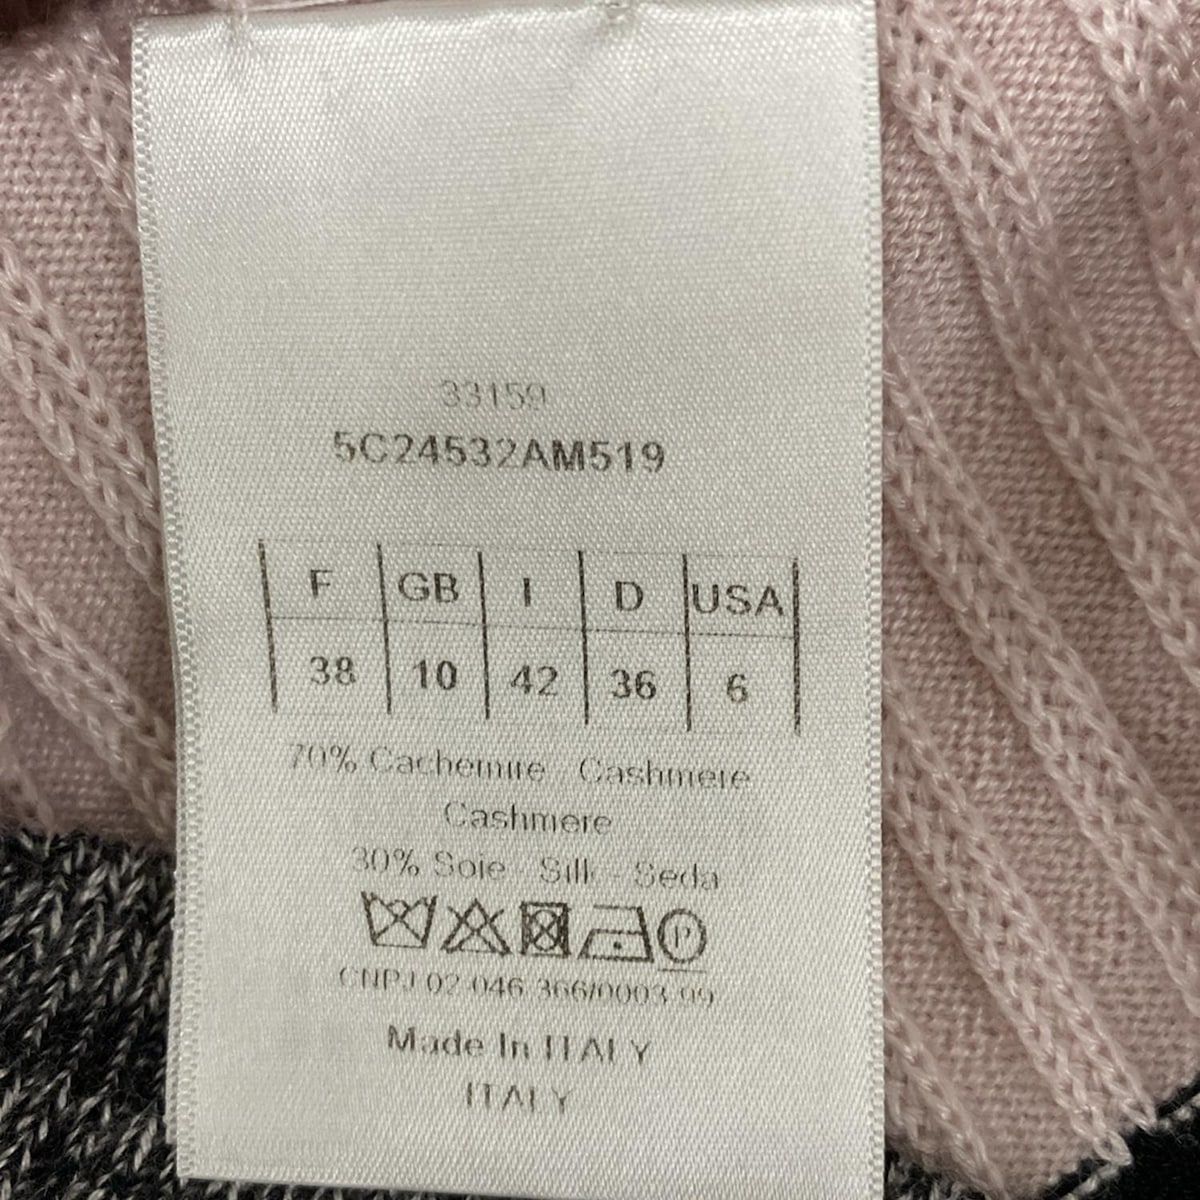 33159
5C24532AM519
F GB I D USA
38 10 42 36 6
70% Cachemire - Cashmere
Cashmere
30% Soie - Silk - Seda
P
CNPJ 02 046 366/0003 99
Made In ITALY
ITALY